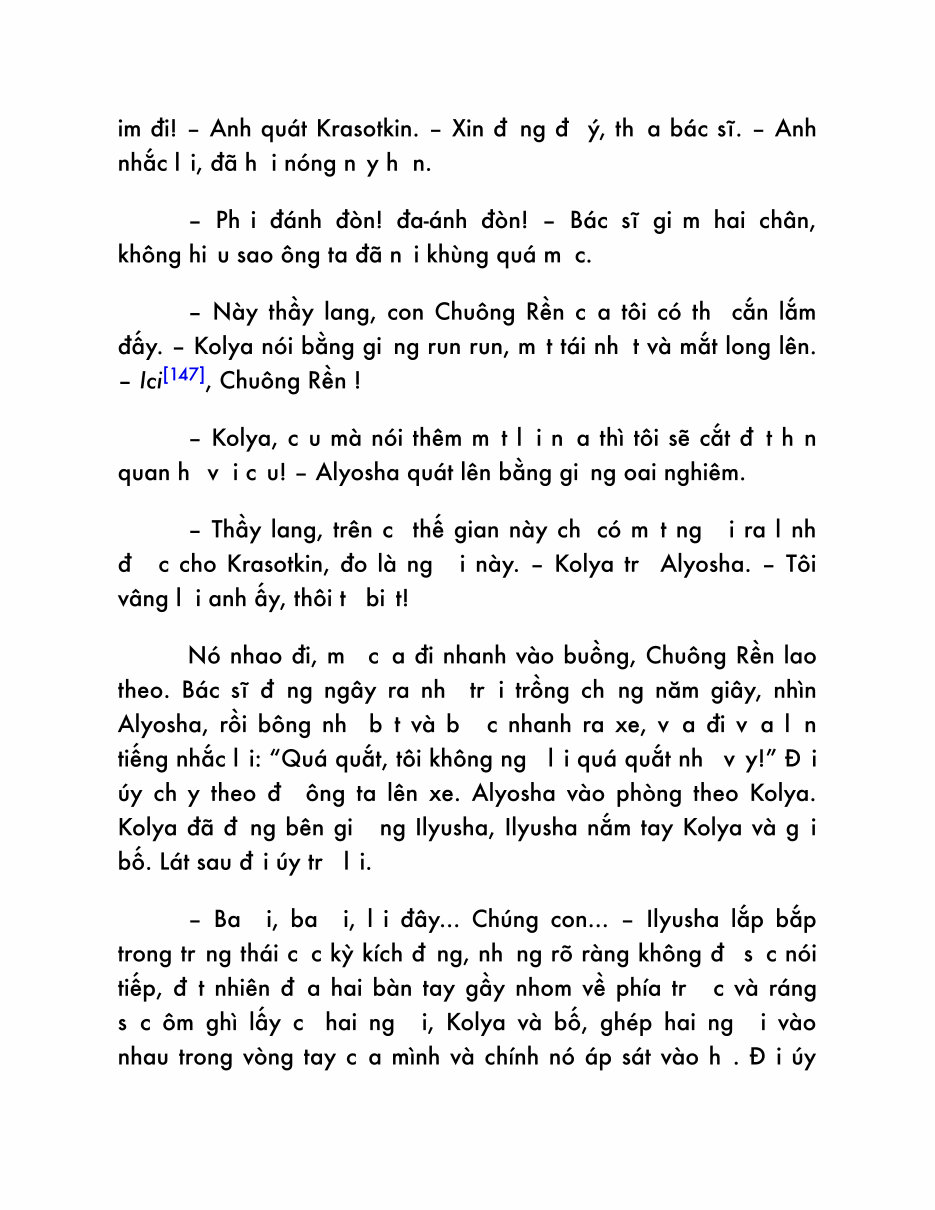 im đi! – Anh quát Krasotkin. – Xin đ ng đ ý, th a bác sĩ. – Anh
nhắc l i, đã h i nóng n y h n.
– Ph i đánh đòn! đa-ánh đòn! – Bác sĩ gi m hai chân,
không hi u sao ông ta đã n i khùng quá m c.
– Này thầy lang, con Chuông Rền c a tôi có th cắn lắm
đấy. – Kolya nói bằng gi ng run run, m t tái nh t và mắt long lên.
– Ici[147], Chuông Rền !
– Kolya, c u mà nói thêm m t l i n a thì tôi sẽ cắt đ t h n
quan h v i c u! – Alyosha quát lên bằng gi ng oai nghiêm.
– Thầy lang, trên c thế gian này ch có m t ng i ra l nh
đ c cho Krasotkin, đo là ng i này. – Kolya tr Alyosha. – Tôi
vâng l i anh ấy, thôi t bi t!
Nó nhao đi, m c a đi nhanh vào buồng, Chuông Rền lao
theo. Bác sĩ đ ng ngây ra nh tr i trồng ch ng năm giây, nhìn
Alyosha, rồi bông nh b t và b c nhanh ra xe, v a đi v a l n
tiếng nhắc l i: “Quá quắt, tôi không ng l i quá quắt nh v y!” Đ i
úy ch y theo đ ông ta lên xe. Alyosha vào phòng theo Kolya.
Kolya đã đ ng bên gi ng Ilyusha, Ilyusha nắm tay Kolya và g i
bố. Lát sau đ i úy tr l i.
– Ba i, ba i, l i đây... Chúng con... – Ilyusha lắp bắp
trong tr ng thái c c kỳ kích đ ng, nh ng rõ ràng không đ s c nói
tiếp, đ t nhiên đ a hai bàn tay gầy nhom về phía tr c và ráng
s c ôm ghì lấy c hai ng i, Kolya và bố, ghép hai ng i vào
nhau trong vòng tay c a mình và chính nó áp sát vào h . Đ i úy